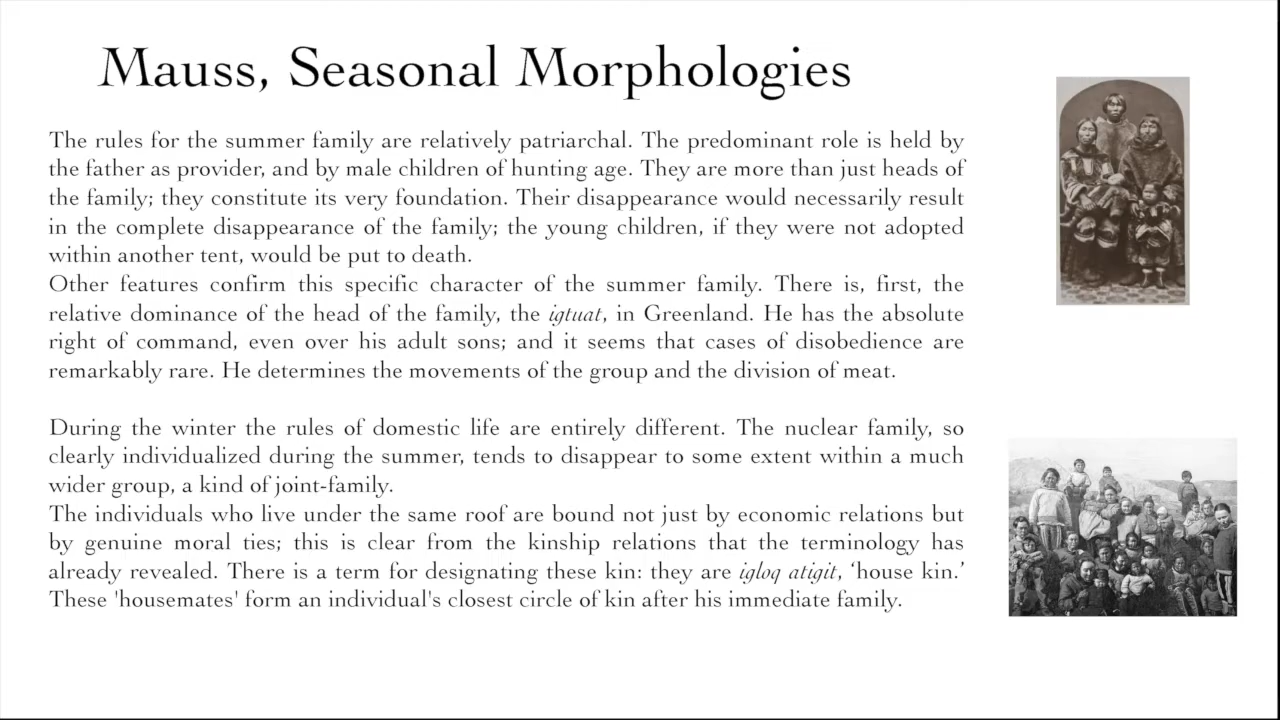 Mauss, Seasonal Morphologies
The rules for the summer family are relatively patriarchal. The predominant role is held by
the father as provider, and by male children of hunting age. They are more than just heads of
the family; they constitute its very foundation. Their disappearance would necessarily result
in the complete disappearance of the family; the young children, if they were not adopted
within another tent, would be put to death.
Other features confirm this specific character of the summer family. There is, first, the
relative dominance of the head of the family, the igtuat, in Greenland. He has the absolute
right of command, even over his adult sons; and it seems that cases of disobedience are
remarkably rare. He determines the movements of the group and the division of meat.
During the winter the rules of domestic life are entirely different. The nuclear family, so
clearly individualized during the summer, tends to disappear to some extent within a much
wider group, a kind of joint-family.
The individuals who live under the same roof are bound not just by economic relations but
by genuine moral ties; this is clear from the kinship relations that the terminology has
already revealed. There is a term for designating these kin: they are igloq atigit, ‘house kin.’
These 'housemates' form an individual's closest circle of kin after his immediate family.